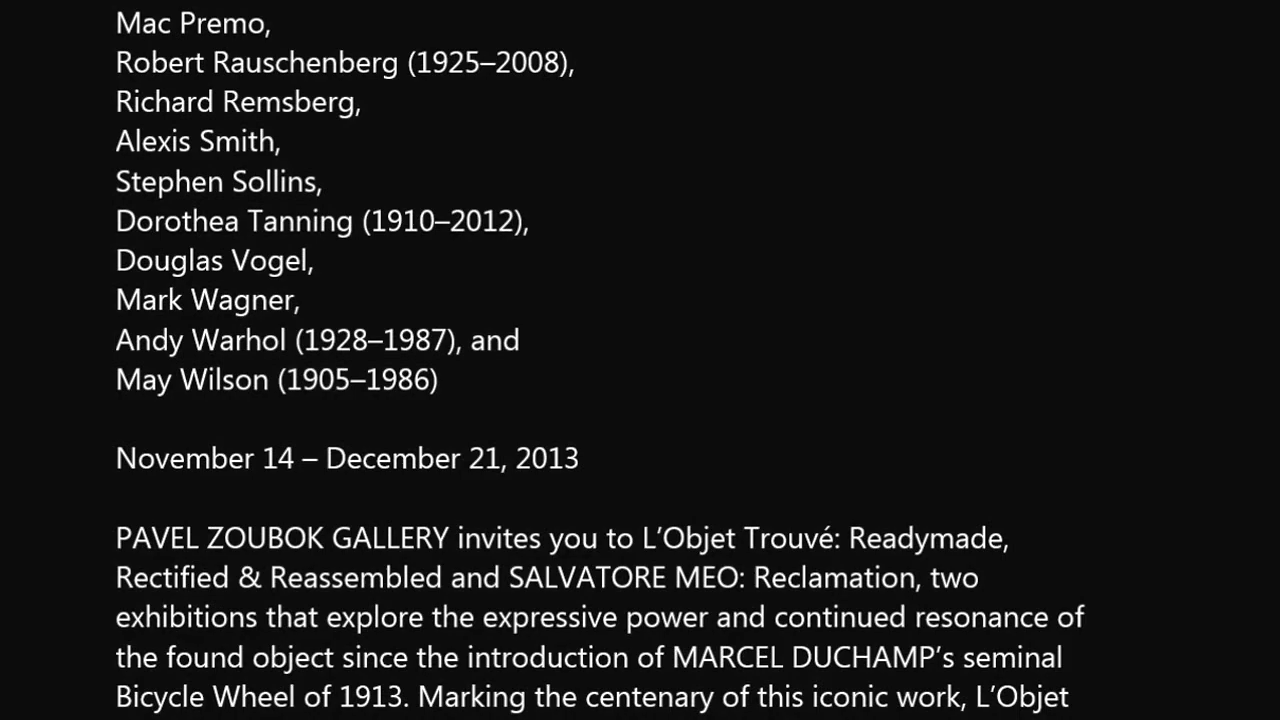 Mac Premo,
Robert Rauschenberg (1925–2008),
Richard Remsberg,
Alexis Smith,
Stephen Sollins,
Dorothea Tanning (1910–2012),
Douglas Vogel,
Mark Wagner,
Andy Warhol (1928–1987), and
May Wilson (1905–1986)
November 14 – December 21, 2013
PAVEL ZOUBOK GALLERY invites you to L’Objet Trouvé: Readymade,
Rectified & Reassembled and SALVATORE MEO: Reclamation, two
exhibitions that explore the expressive power and continued resonance of
the found object since the introduction of MARCEL DUCHAMP’s seminal
Bicycle Wheel of 1913. Marking the centenary of this iconic work, L’Objet